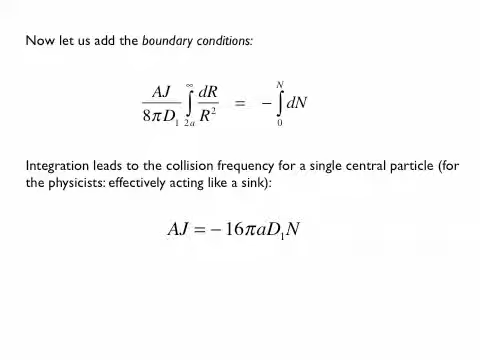 Now let us add the boundary conditions:
AJ/8πD₁ ∫_{2a}^{∞} dR/R² = − ∫_{0}^{N} dN
Integration leads to the collision frequency for a single central particle (for
the physicists: effectively acting like a sink):
AJ = − 16πaD₁N